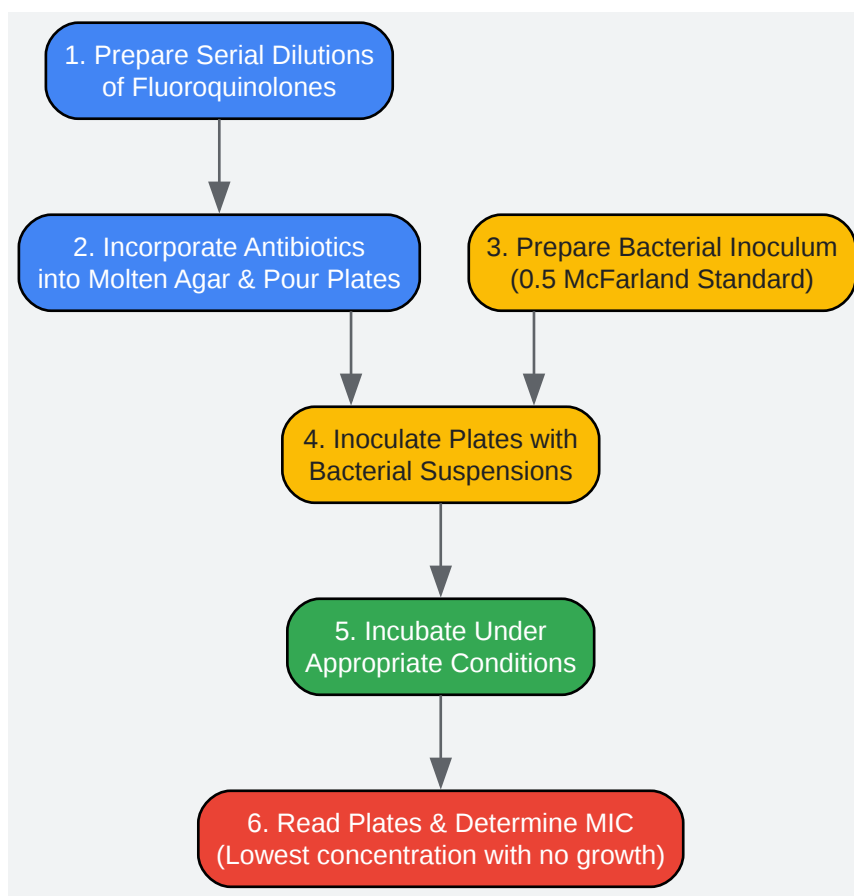 1. Prepare Serial Dilutions
of Fluoroquinolones
2. Incorporate Antibiotics
into Molten Agar & Pour Plates
3. Prepare Bacterial Inoculum
(0.5 McFarland Standard)
4. Inoculate Plates with
Bacterial Suspensions
5. Incubate Under
Appropriate Conditions
6. Read Plates & Determine MIC
(Lowest concentration with no growth)